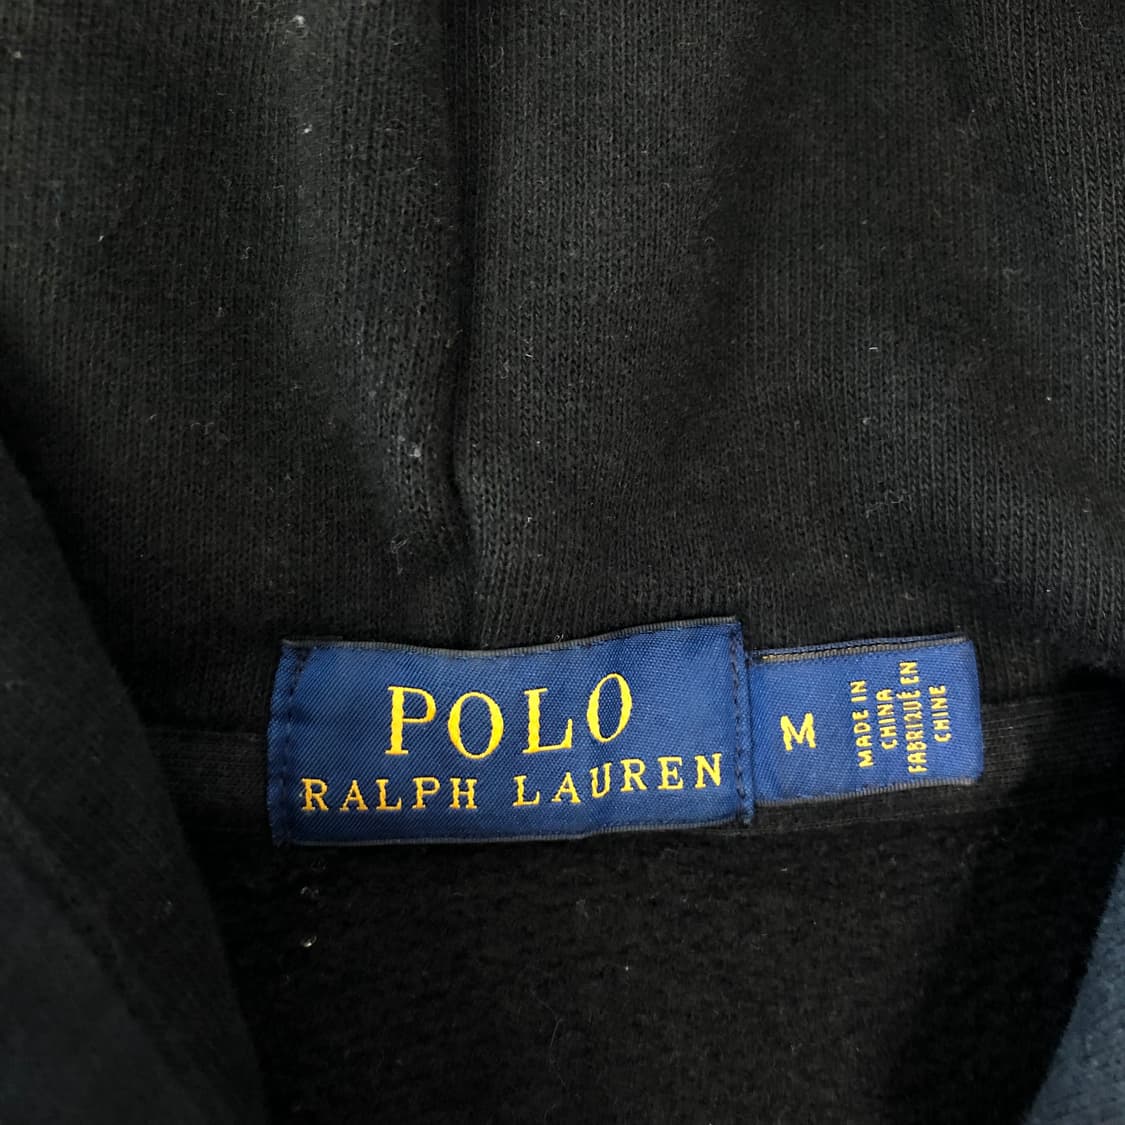 POLO
RALPH LAUREN
M
MADE IN
CHINA
FABRIQUÉ EN
CHINE